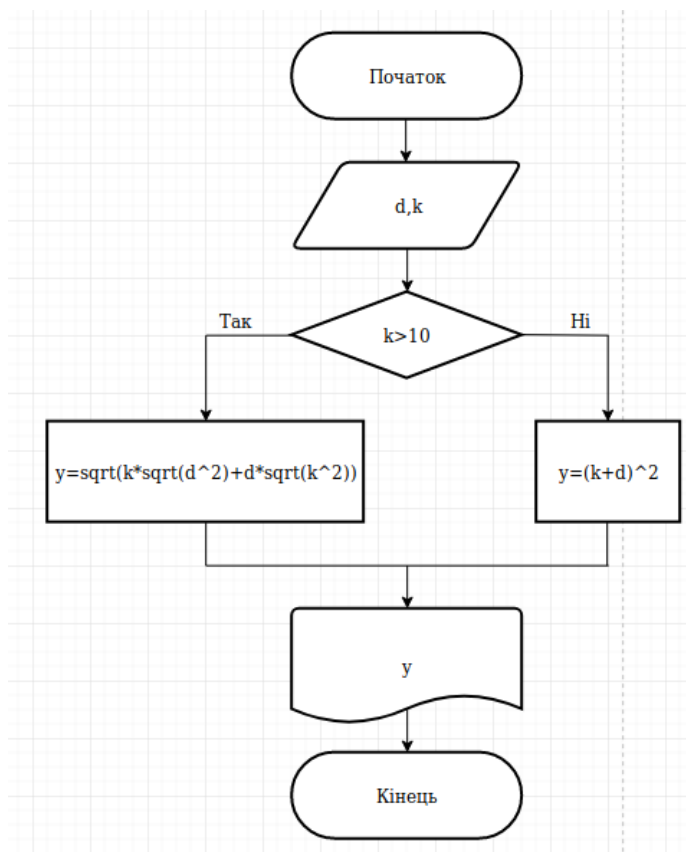 Початок
d,k
k>10
Так
Ні
y=sqrt(k*sqrt(d^2)+d*sqrt(k^2))
y=(k+d)^2
y
Кінець